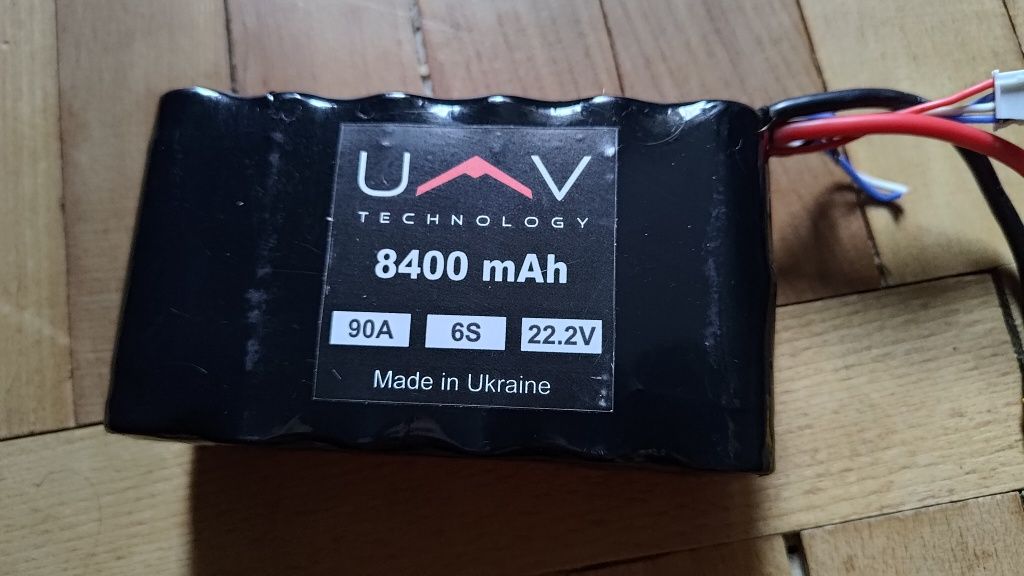 UAV
TECHNOLOGY
8400 mAh
90A 6S 22.2V
Made in Ukraine